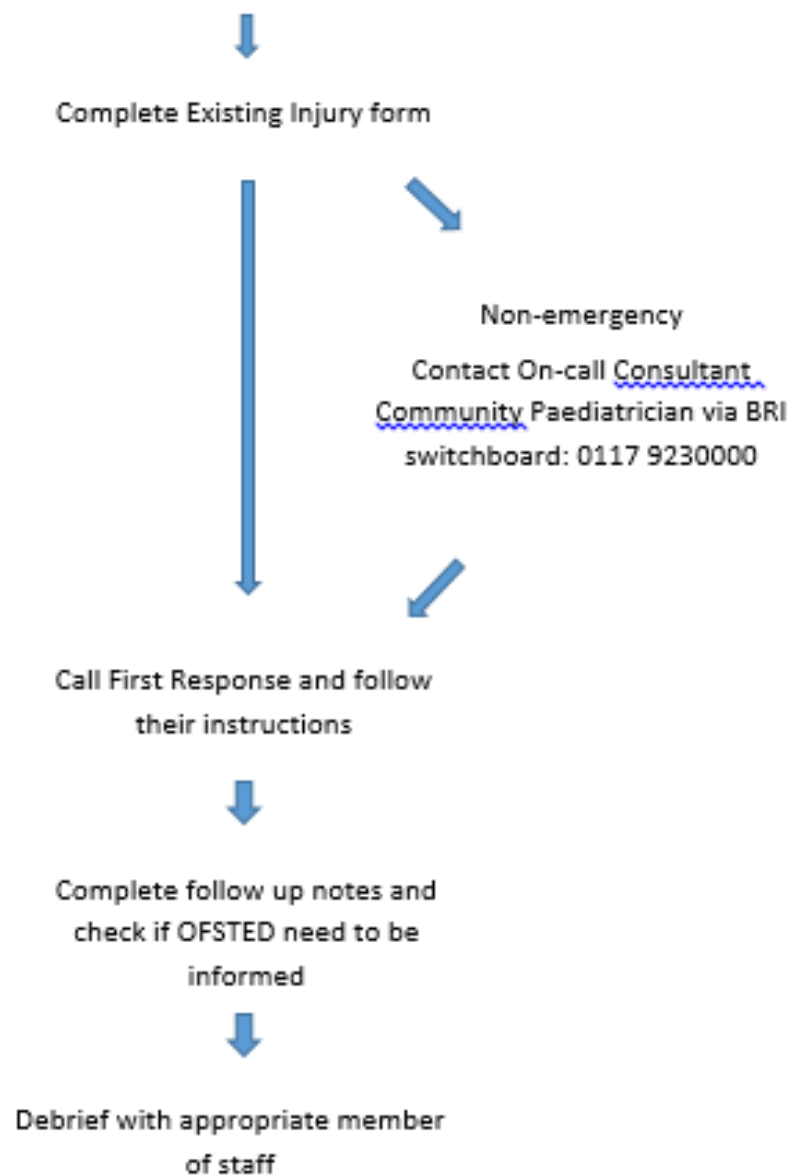 Complete Existing Injury form
Non-emergency
Contact On-call Consultant
Community Paediatrician via BRI
switchboard: 0117 9230000
Call First Response and follow
their instructions
Complete follow up notes and
check if OFSTED need to be
informed
Debrief with appropriate member
of staff